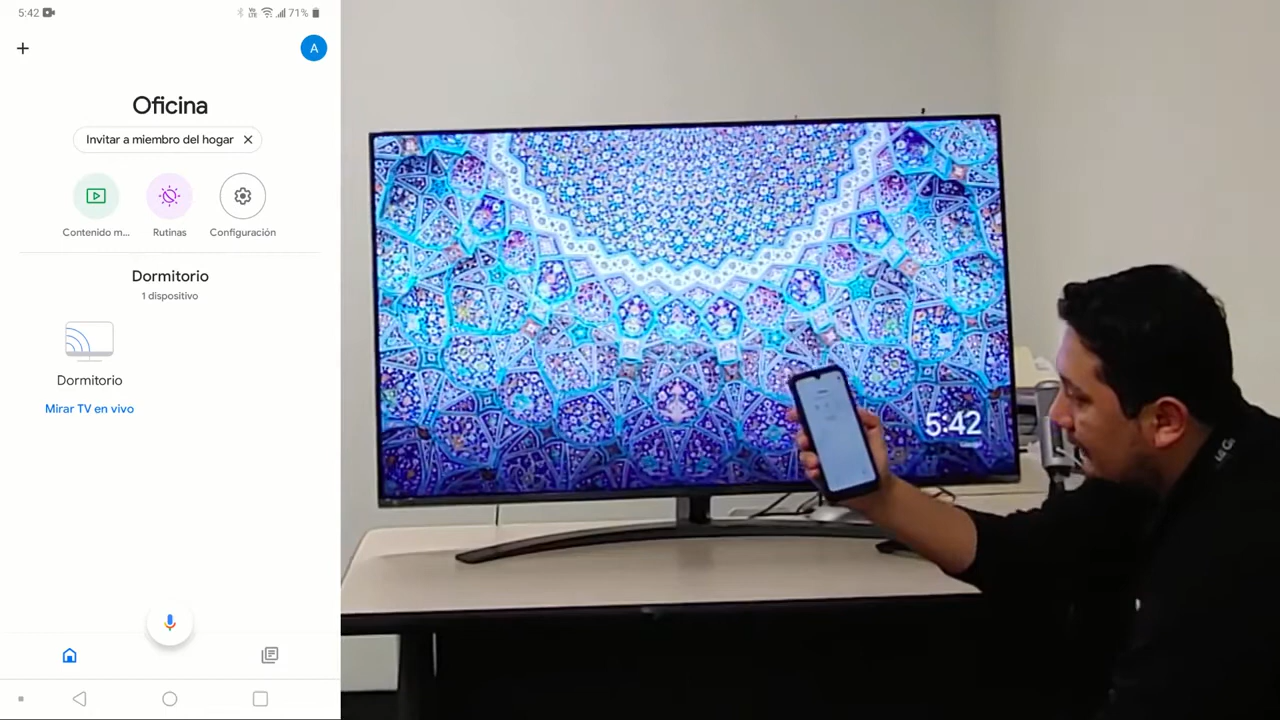 5:42
71%
A
Oficina
Invitar a miembro del hogar
Contenido m...
Rutinas
Configuración
Dormitorio
1 dispositivo
Dormitorio
Mirar TV en vivo
5:42